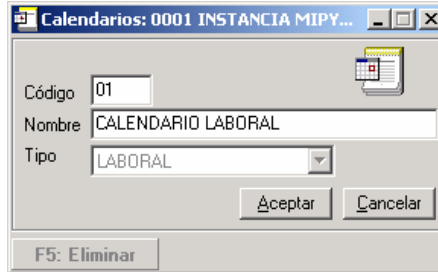 Calendarios: 0001 INSTANCIA MIPY...
Código 01
Nombre CALENDARIO LABORAL
Tipo LABORAL
Aceptar Cancelar
F5: Eliminar